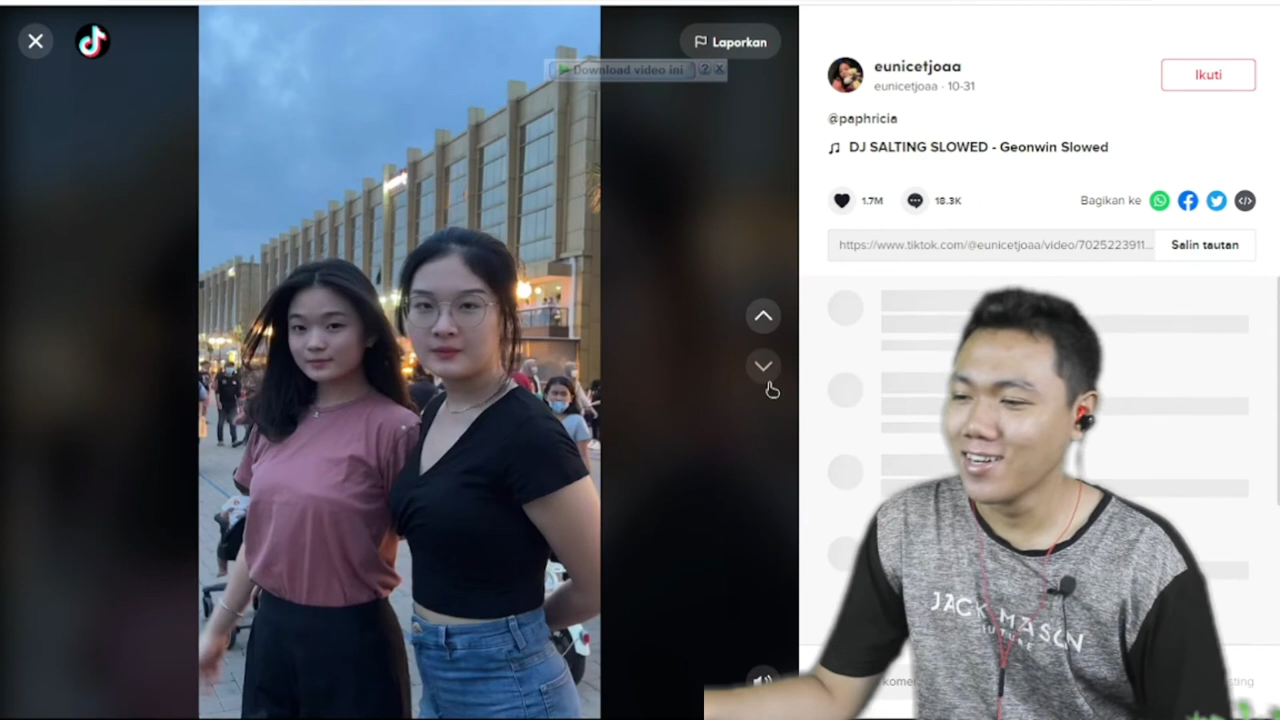 Laporkan
Download video ini
?
eunicetjoaa
eunicetjoaa · 10-31
Ikuti
@paphricia
DJ SALTING SLOWED - Geonwin Slowed
1.7M
18.3K
Bagikan ke
https://www.tiktok.com/@eunicetjoaa/video/7025223911...
Salin tautan
JACK MASON